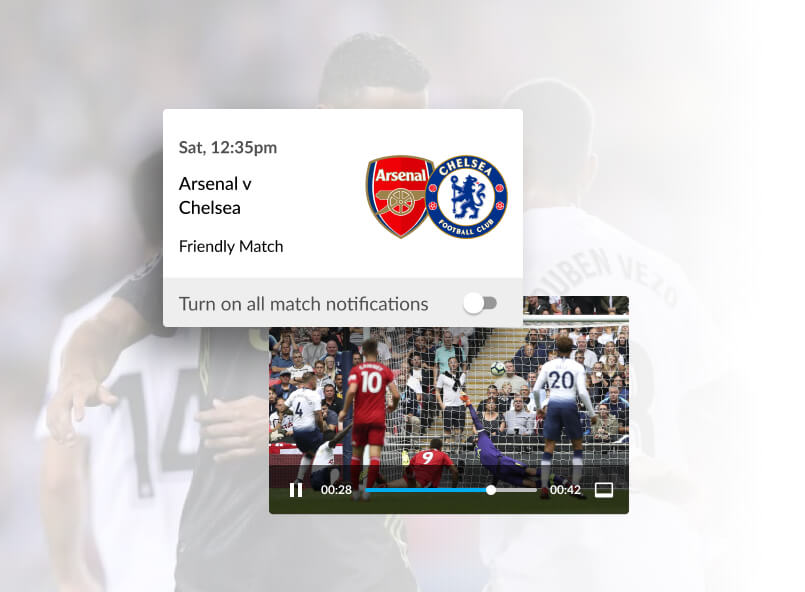 Sat, 12:35pm
Arsenal v
Chelsea
Friendly Match
Arsenal
CHELSEA
FOOTBALL CLUB
Turn on all match notifications
RUBEN VEZO
14
10
4
20
9
00:28
00:42